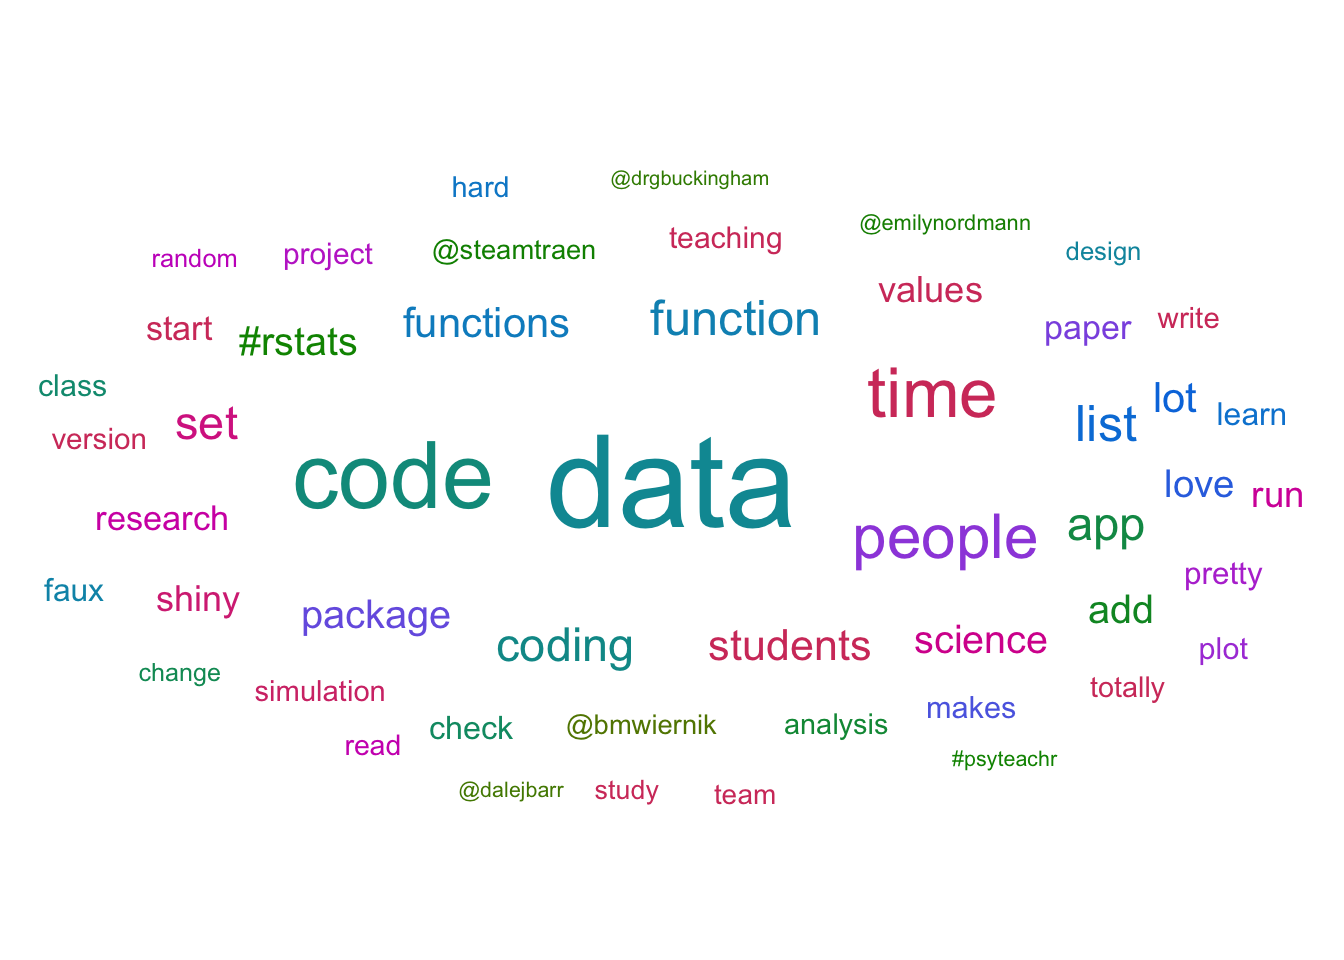 @drgbuckingham
hard
@emilynordmann
teaching
@steamtraen
design
project
random
values
write
function
functions
paper
start
#rstats
class
time
lot
learn
set
list
version
code
data
love
run
research
app
people
pretty
faux
shiny
add
package
science
coding
students
plot
change
totally
simulation
makes
analysis
@bmwiernik
check
read
#psyteachr
@dalejbarr
study
team